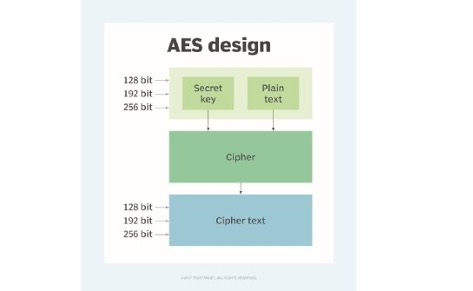 AES design
128 bit
192 bit
256 bit
Secret
key
Plain
text
Cipher
128 bit
192 bit
256 bit
Cipher text